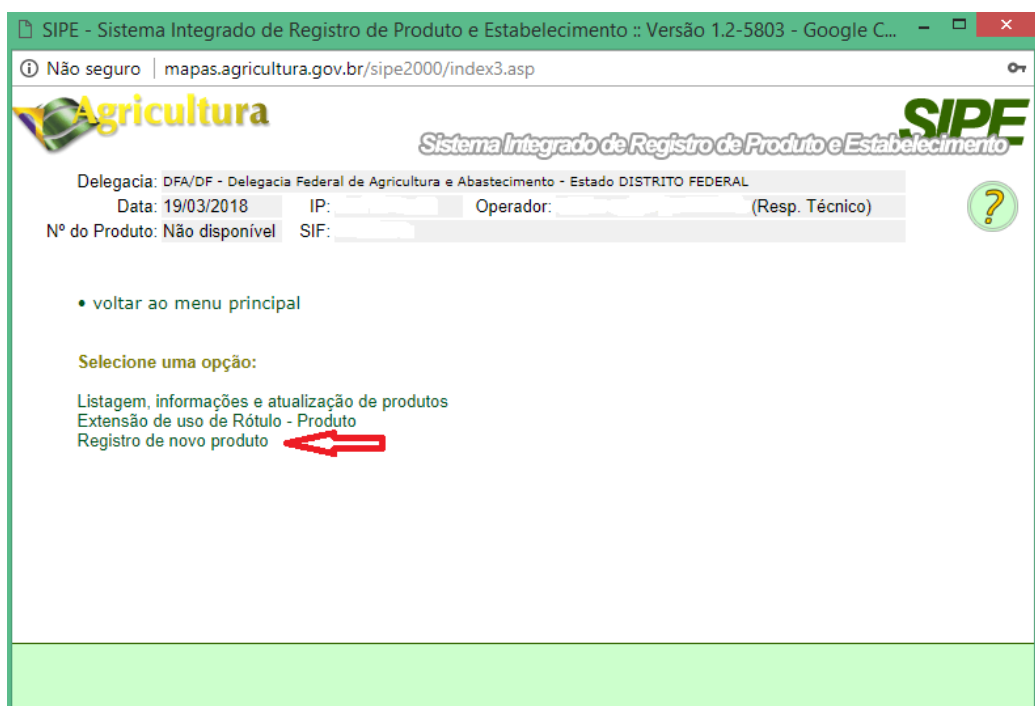 SIPE - Sistema Integrado de Registro de Produto e Estabelecimento :: Versão 1.2-5803 - Google C...
Não seguro | mapas.agricultura.gov.br/sipe2000/index3.asp
Agricultura
SIPE
Sistema Integrado de Registro de Produto e Estabelecimento
Delegacia: DFA/DF - Delegacia Federal de Agricultura e Abastecimento - Estado DISTRITO FEDERAL
Data: 19/03/2018 IP: Operador: (Resp. Técnico)
Nº do Produto: Não disponível SIF:
?
• voltar ao menu principal
Selecione uma opção:
Listagem, informações e atualização de produtos
Extensão de uso de Rótulo - Produto
Registro de novo produto